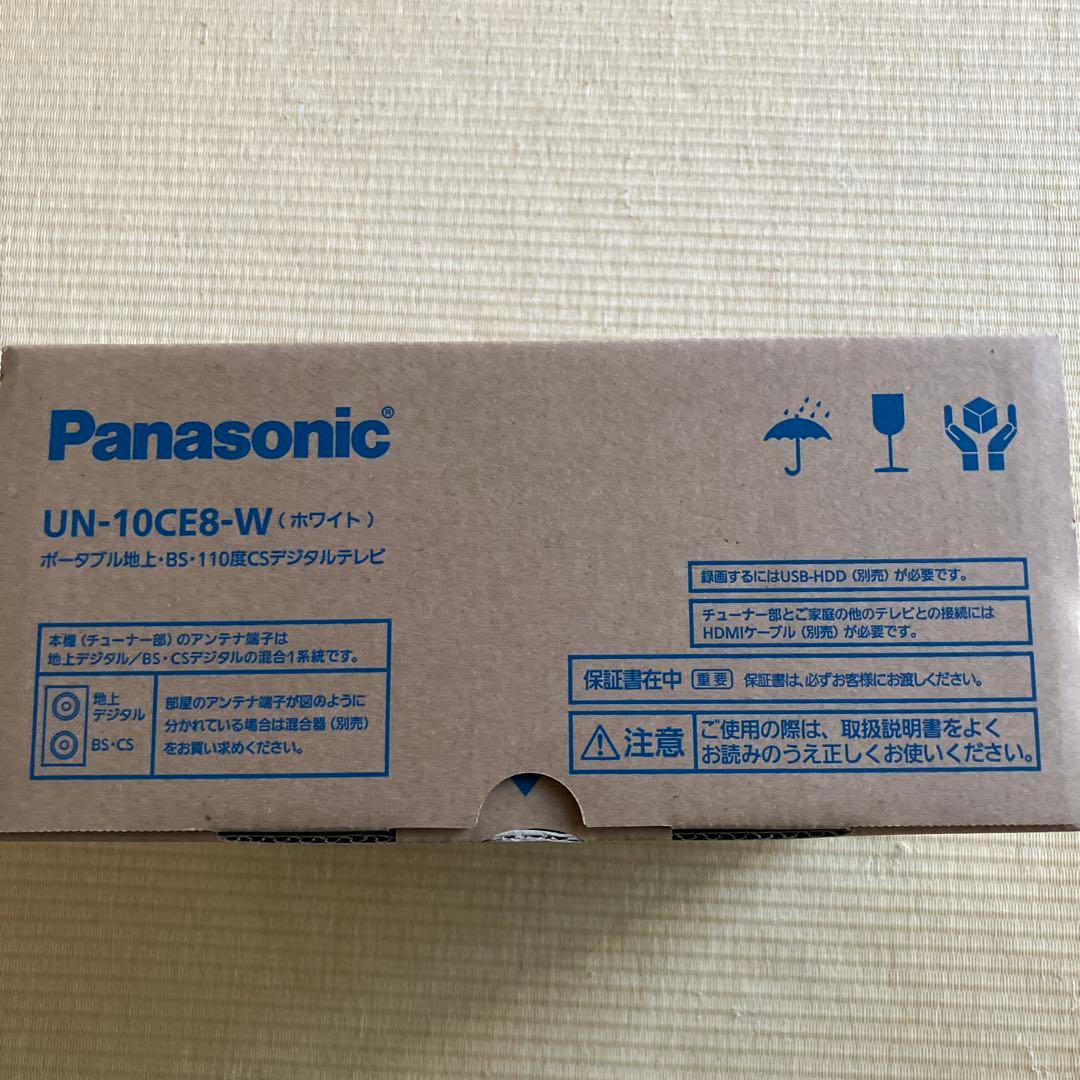 Panasonic®
UN-10CE8-W（ホワイト）
ポータブル地上・BS・110度CSデジタルテレビ
本機（チューナー部）のアンテナ端子は
地上デジタル／BS・CSデジタルの混合1系統です。
地上
デジタル
BS・CS
部屋のアンテナ端子が図のように
分かれている場合は混合器（別売）
をお買い求めください。
録画するにはUSB-HDD（別売）が必要です。
チューナー部とご家庭の他のテレビとの接続には
HDMIケーブル（別売）が必要です。
保証書在中 重要 保証書は、必ずお客様にお渡しください。
注意 ご使用の際は、取扱説明書をよく
お読みのうえ正しくお使いください。